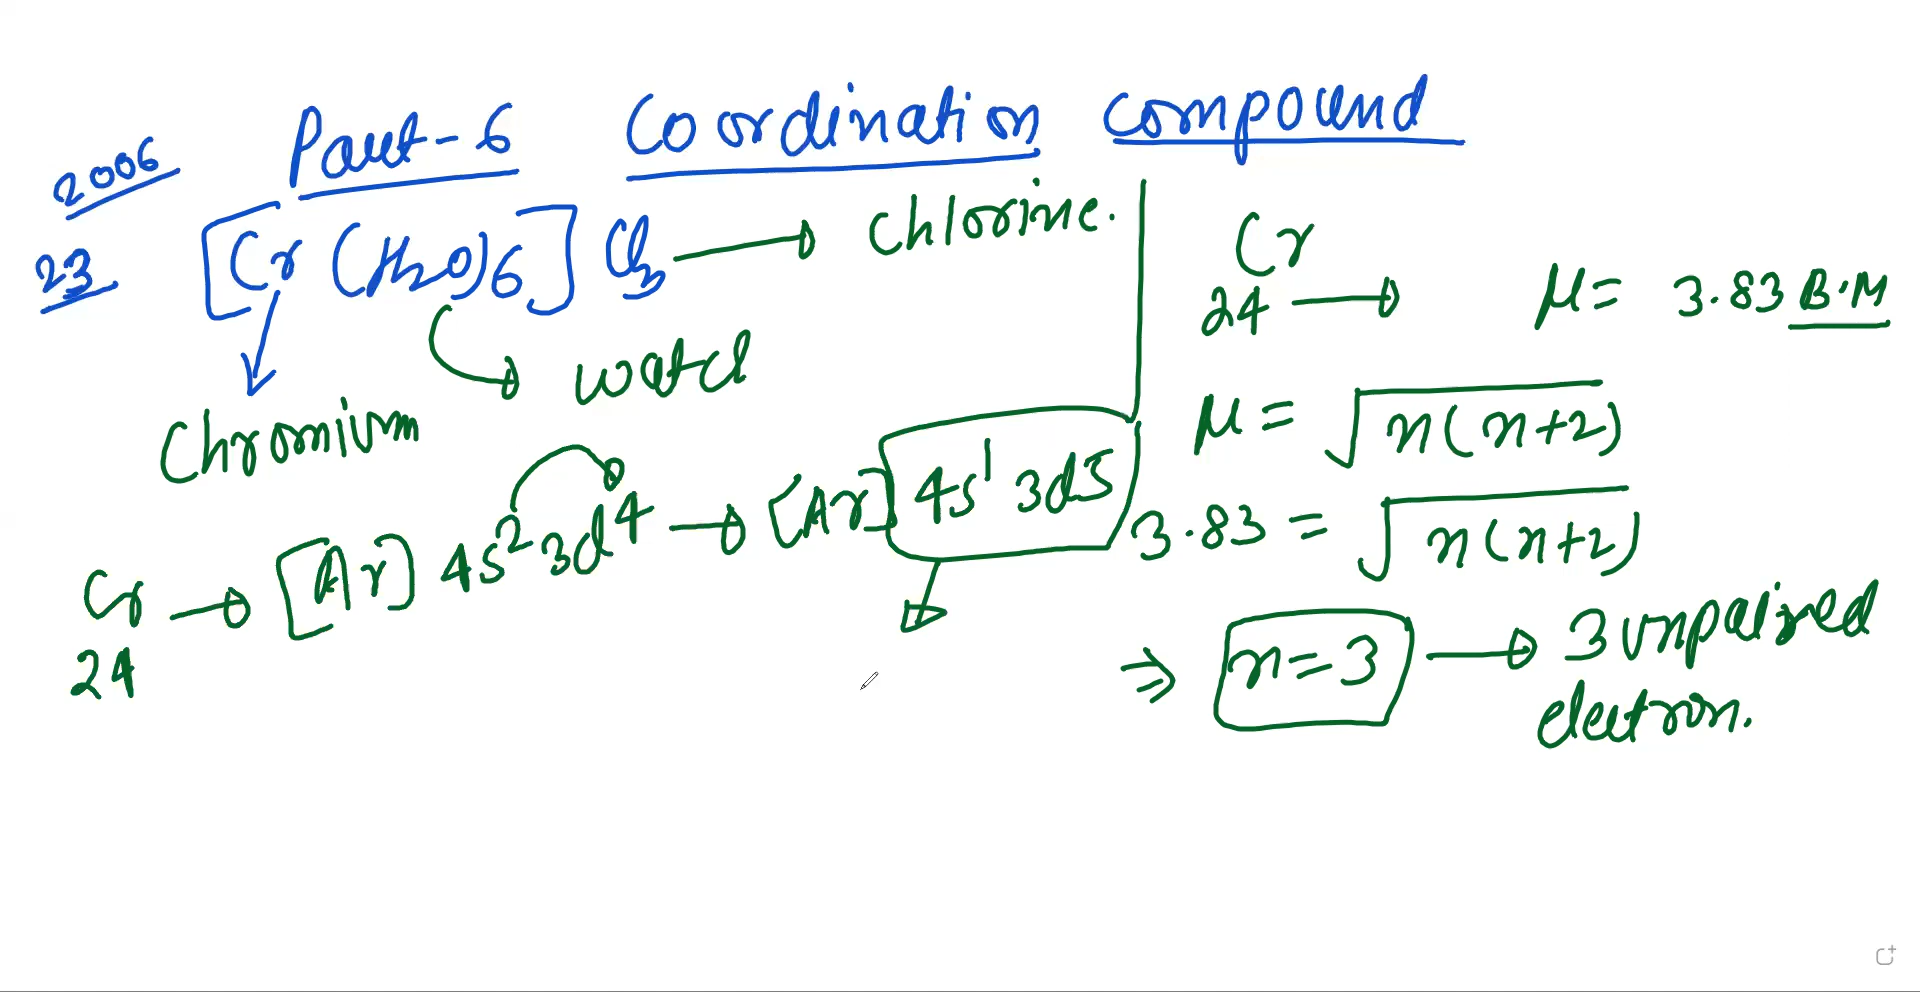 2006 Part-6 Coordination compound
23 [Cr(H2O)6]Cl3 → chlorine.
water
Chromium
Cr 24 → [Ar] 4s² 3d⁴ → [Ar] 4s¹ 3d5
Cr
24 → μ = 3.83 B.M
μ = √n(n+2)
3.83 = √n(n+2)
⇒ n=3 → 3 unpaired
electron.